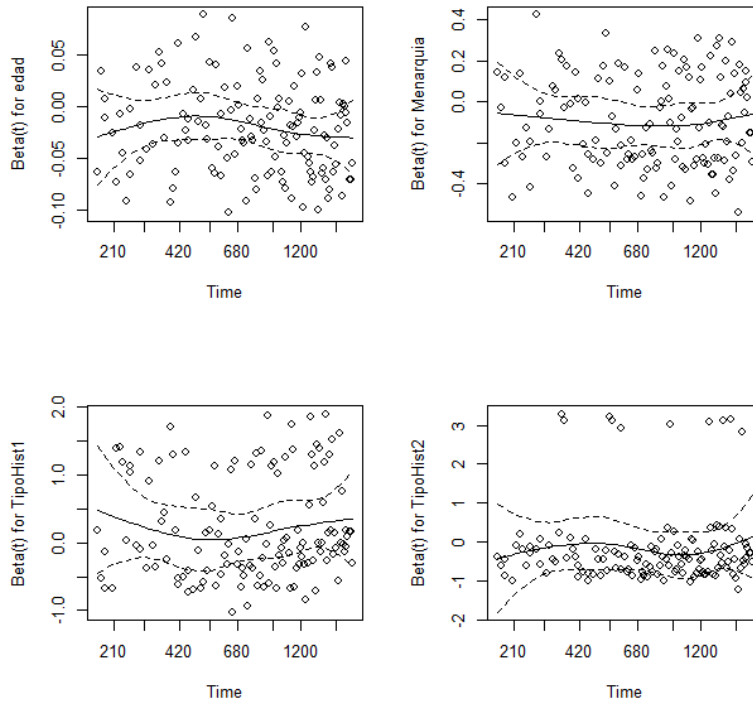 Beta(t) for edad
0.05
0.00
-0.05
-0.10
210 420 680 1200
Time
Beta(t) for Menarquia
0.4
0.0
-0.4
210 420 680 1200
Time
Beta(t) for TipoHist1
2.0
1.0
0.0
-1.0
210 420 680 1200
Time
Beta(t) for TipoHist2
3
2
1
0
-1
-2
210 420 680 1200
Time